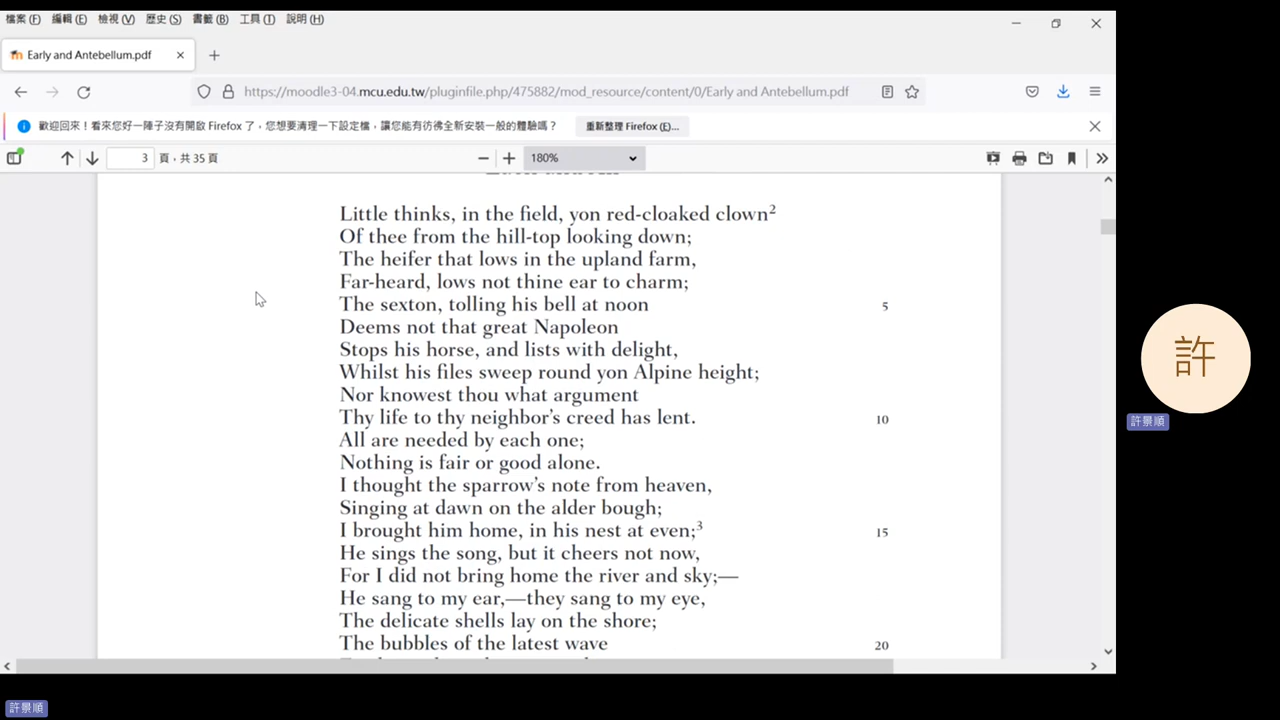 檔案(F) 編輯(E) 檢視(V) 歷史(S) 書籤(B) 工具(T) 說明(H)
Early and Antebellum.pdf
https://moodle3-04.mcu.edu.tw/pluginfile.php/475882/mod_resource/content/0/Early and Antebellum.pdf
歡迎回來！看來您好一陣子沒有開啟 Firefox 了，您想要清理一下設定檔，讓您能有彷彿全新安裝一般的體驗嗎？ 重新整理 Firefox (E)...
3 頁，共 35 頁 180%
Little thinks, in the field, yon red-cloaked clown2
Of thee from the hill-top looking down;
The heifer that lows in the upland farm,
Far-heard, lows not thine ear to charm;
The sexton, tolling his bell at noon 5
Deems not that great Napoleon
Stops his horse, and lists with delight,
Whilst his files sweep round yon Alpine height;
Nor knowest thou what argument
Thy life to thy neighbor's creed has lent. 10
All are needed by each one;
Nothing is fair or good alone.
I thought the sparrow's note from heaven,
Singing at dawn on the alder bough;
I brought him home, in his nest at even;3 15
He sings the song, but it cheers not now,
For I did not bring home the river and sky;—
He sang to my ear,—they sang to my eye,
The delicate shells lay on the shore;
The bubbles of the latest wave 20
許
許景順
許景順